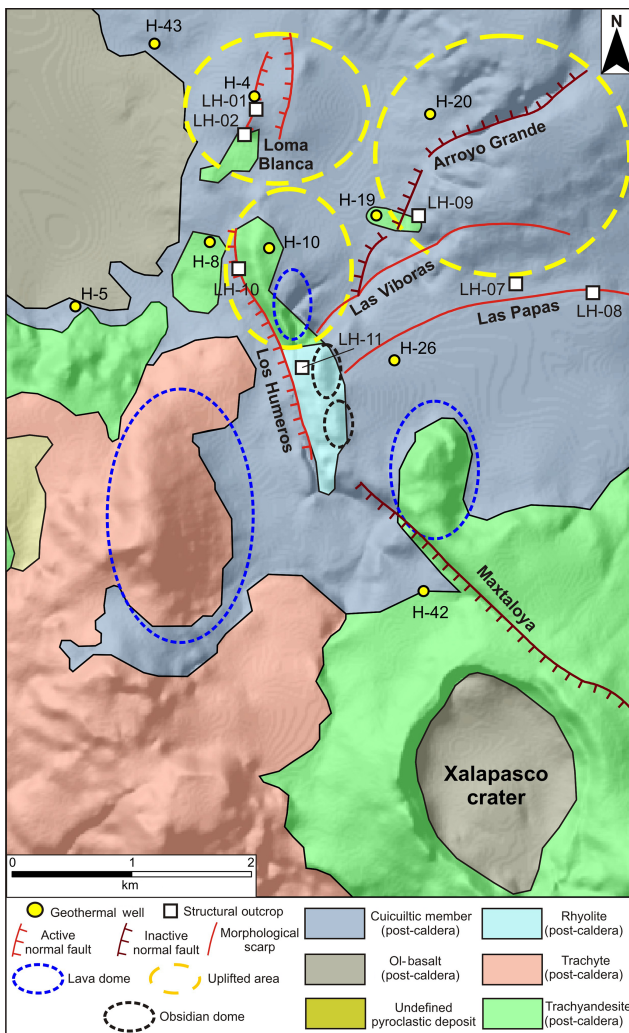 H-43
N
H-4
LH-01
LH-02
Loma
Blanca
H-20
Arroyo Grande
H-19
LH-09
H-8
H-10
LH-10
H-5
Las Viboras
LH-07
LH-08
Las Papas
LH-11
H-26
Los Humeros
Maxtaloya
H-42
Xalapasco
crater
0
1
2
km
Geothermal well
Structural outcrop
Active
normal fault
Inactive
normal fault
Morphological
scarp
Lava dome
Uplifted area
Obsidian dome
Cuicuiltic member
(post-caldera)
Rhyolite
(post-caldera)
Ol-basalt
(post-caldera)
Trachyte
(post-caldera)
Undefined
pyroclastic deposit
Trachyandesite
(post-caldera)